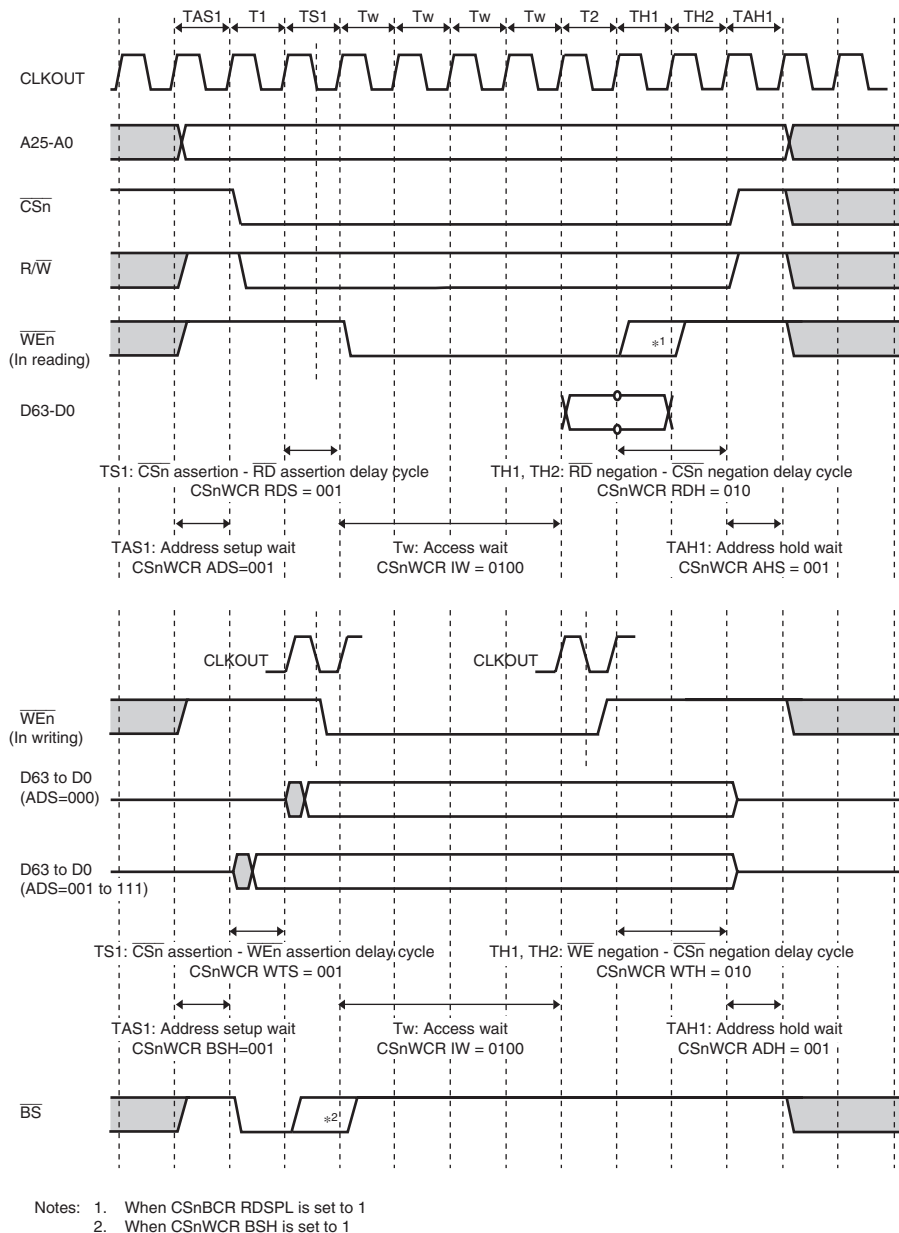 TAS1 T1 TS1 Tw Tw Tw Tw T2 TH1 TH2 TAH1
CLKOUT
A25-A0
CSn
R/W
WEn
(In reading)
*1
D63-D0
TS1: CSn assertion - RD assertion delay cycle
CSnWCR RDS = 001
TH1, TH2: RD negation - CSn negation delay cycle
CSnWCR RDH = 010
TAS1: Address setup wait
CSnWCR ADS=001
Tw: Access wait
CSnWCR IW = 0100
TAH1: Address hold wait
CSnWCR AHS = 001
CLKOUT
CLKOUT
WEn
(In writing)
D63 to D0
(ADS=000)
D63 to D0
(ADS=001 to 111)
TS1: CSn assertion - WEn assertion delay cycle
CSnWCR WTS = 001
TH1, TH2: WE negation - CSn negation delay cycle
CSnWCR WTH = 010
TAS1: Address setup wait
CSnWCR BSH=001
Tw: Access wait
CSnWCR IW = 0100
TAH1: Address hold wait
CSnWCR ADH = 001
BS
*2
Notes: 1. When CSnBCR RDSPL is set to 1
2. When CSnWCR BSH is set to 1